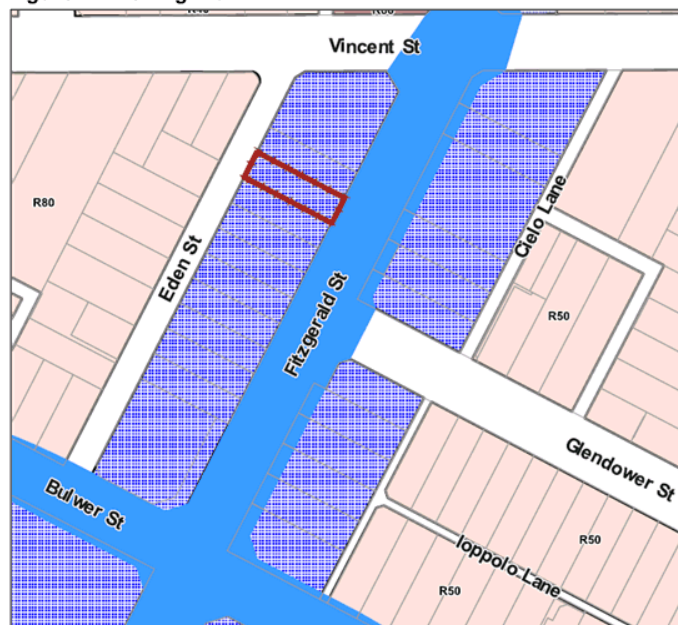 Vincent St
R80
Eden St
Cielo Lane
Fitzgerald St
R50
Glendower St
Bulwer St
R50
Ioppolo Lane
R50